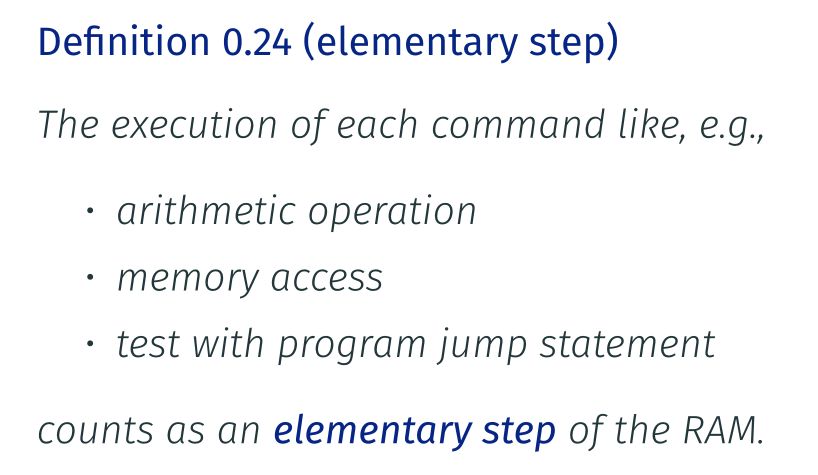 Definition 0.24 (elementary step)
The execution of each command like, e.g.,
· arithmetic operation
· memory access
· test with program jump statement
counts as an elementary step of the RAM.